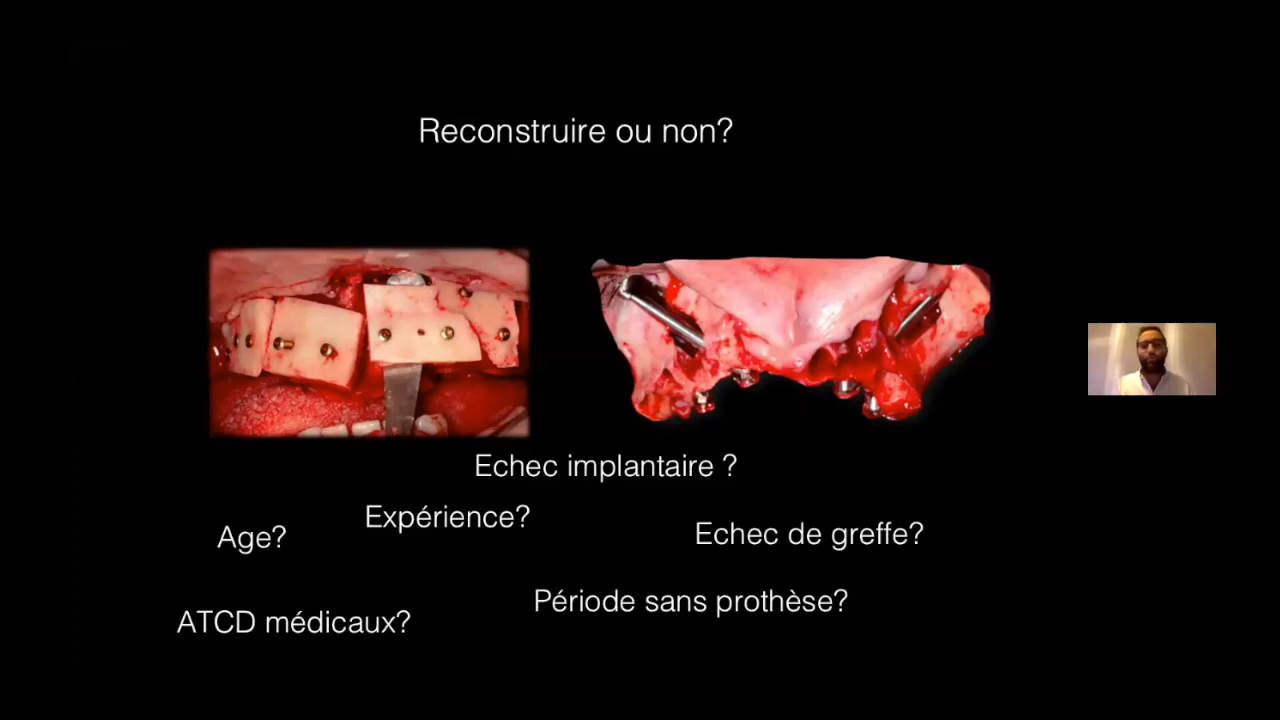 Reconstruire ou non?
Echec implantaire ?
Expérience?
Age?
Echec de greffe?
Période sans prothèse?
ATCD médicaux?